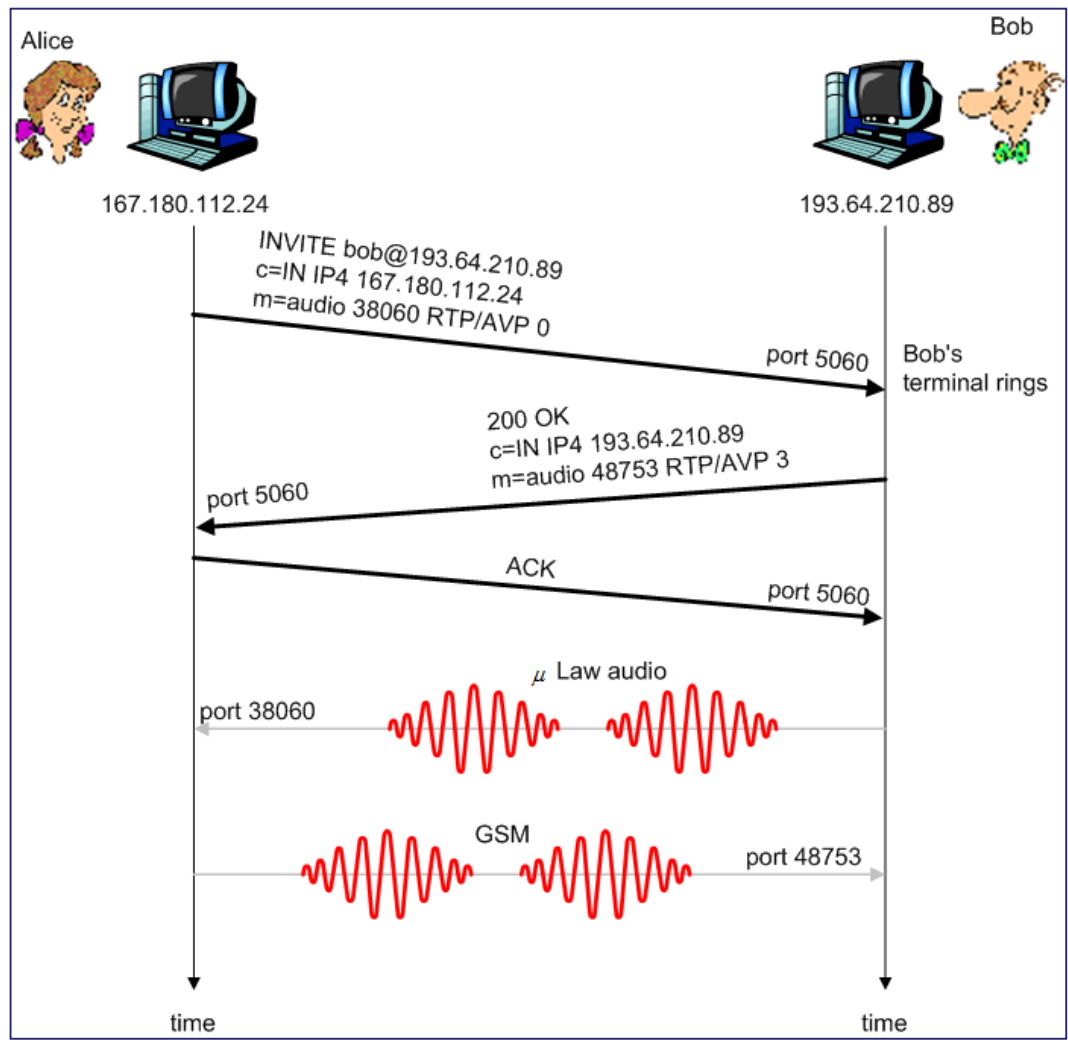 Alice
Bob
167.180.112.24
193.64.210.89
INVITE bob@193.64.210.89
c=IN IP4 167.180.112.24
m=audio 38060 RTP/AVP 0
port 5060
Bob's
terminal rings
200 OK
c=IN IP4 193.64.210.89
m=audio 48753 RTP/AVP 3
port 5060
ACK
port 5060
μ Law audio
port 38060
GSM
port 48753
time
time